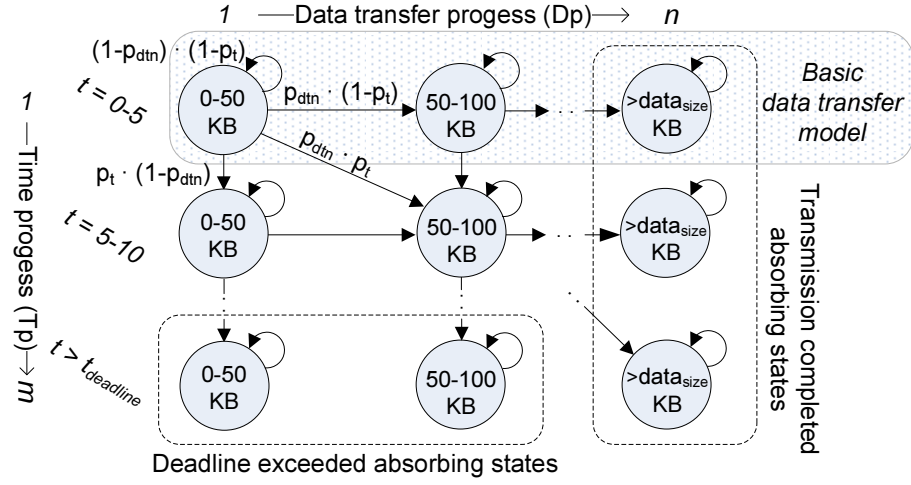 1 — Data transfer progess (Dp) → n
(1-pdtn) · (1-pt)
t = 0-5
0-50
KB
pdtn · (1-pt)
50-100
KB
. .
>datasize
KB
Basic
data transfer
model
pdtn · pt
pt · (1-pdtn)
t = 5-10
0-50
KB
50-100
KB
. .
>datasize
KB
1 — Time progess (Tp) → m
t > tdeadline
0-50
KB
50-100
KB
>datasize
KB
Transmission completed
absorbing states
Deadline exceeded absorbing states